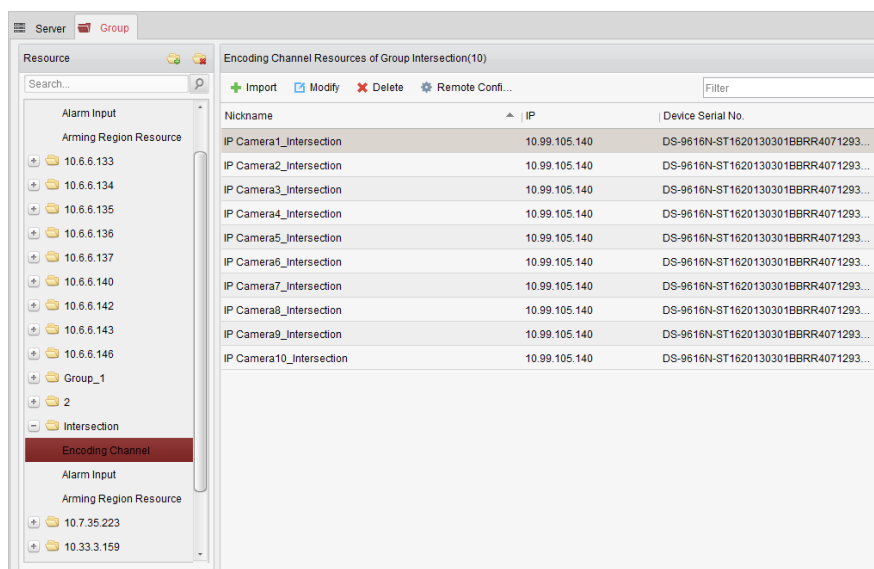 Server Group
Resource
Search...
Alarm Input
Arming Region Resource
10.6.6.133
10.6.6.134
10.6.6.135
10.6.6.136
10.6.6.137
10.6.6.140
10.6.6.142
10.6.6.143
10.6.6.146
Group_1
2
Intersection
Encoding Channel
Alarm Input
Arming Region Resource
10.7.35.223
10.33.3.159
Encoding Channel Resources of Group Intersection(10)
Import Modify Delete Remote Confi... Filter
Nickname IP Device Serial No.
IP Camera1_Intersection 10.99.105.140 DS-9616N-ST1620130301BBRR4071293...
IP Camera2_Intersection 10.99.105.140 DS-9616N-ST1620130301BBRR4071293...
IP Camera3_Intersection 10.99.105.140 DS-9616N-ST1620130301BBRR4071293...
IP Camera4_Intersection 10.99.105.140 DS-9616N-ST1620130301BBRR4071293...
IP Camera5_Intersection 10.99.105.140 DS-9616N-ST1620130301BBRR4071293...
IP Camera6_Intersection 10.99.105.140 DS-9616N-ST1620130301BBRR4071293...
IP Camera7_Intersection 10.99.105.140 DS-9616N-ST1620130301BBRR4071293...
IP Camera8_Intersection 10.99.105.140 DS-9616N-ST1620130301BBRR4071293...
IP Camera9_Intersection 10.99.105.140 DS-9616N-ST1620130301BBRR4071293...
IP Camera10_Intersection 10.99.105.140 DS-9616N-ST1620130301BBRR4071293...